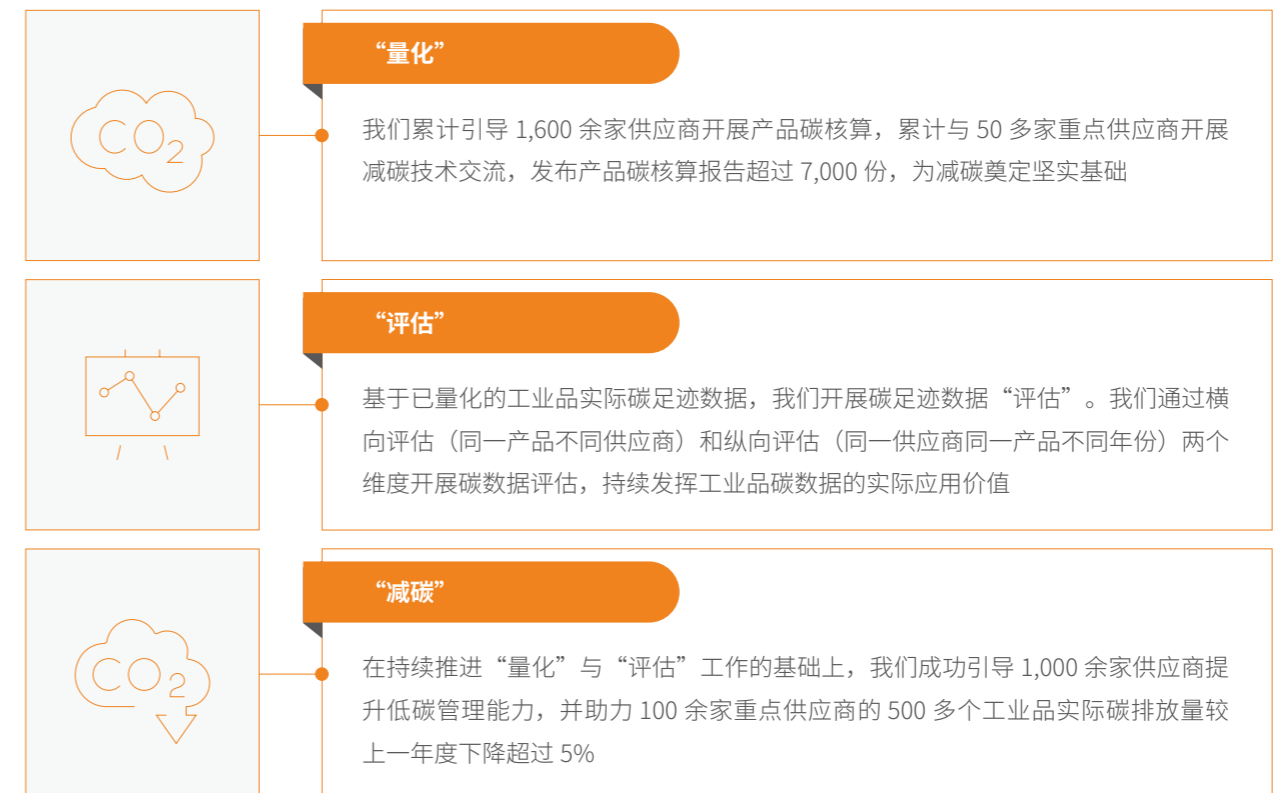 CO2
“量化”
我们累计引导 1,600 余家供应商开展产品碳核算，累计与 50 多家重点供应商开展
减碳技术交流，发布产品碳核算报告超过 7,000 份，为减碳奠定坚实基础
“评估”
基于已量化的工业品实际碳足迹数据，我们开展碳足迹数据“评估”。我们通过横
向评估（同一产品不同供应商）和纵向评估（同一供应商同一产品不同年份）两个
维度开展碳数据评估，持续发挥工业品碳数据的实际应用价值
CO2
“减碳”
在持续推进“量化”与“评估”工作的基础上，我们成功引导 1,000 余家供应商提
升低碳管理能力，并助力 100 余家重点供应商的 500 多个工业品实际碳排放量较
上一年度下降超过 5%